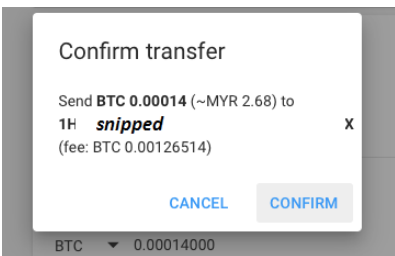 Confirm transfer
Send BTC 0.00014 (~MYR 2.68) to
1H snipped X
(fee: BTC 0.00126514)
CANCEL CONFIRM
BTC 0.00014000